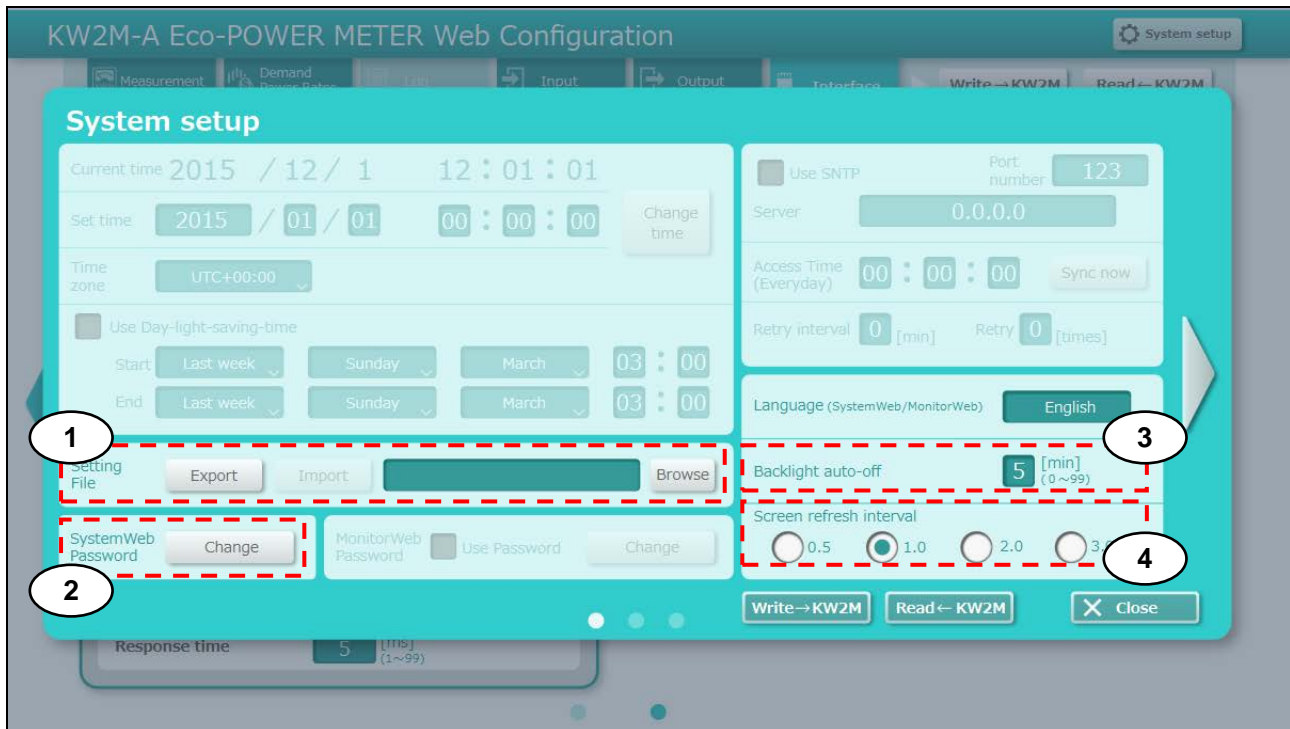 KW2M-A Eco-POWER METER Web Configuration
System setup
Measurement
Demand
Power Rates
Log
Input
Output
Interface
Write→KW2M
Read←KW2M
System setup
Current time 2015 / 12 / 1 12 : 01 : 01
Set time 2015 / 01 / 01 00 : 00 : 00
Change
time
Time
zone
UTC+00:00
Use Day-light-saving-time
Start Last week Sunday March 03 : 00
End Last week Sunday March 03 : 00
1
Setting
File
Export Import Browse
SystemWeb
Password
Change
2
MonitorWeb
Password
Use Password Change
Use SNTP
Port
number
123
Server 0.0.0.0
Access Time
(Everyday)
00 : 00 : 00 Sync now
Retry interval 0 [min] Retry 0 [times]
Language (SystemWeb/MonitorWeb) English
3
Backlight auto-off 5 [min]
(0~99)
Screen refresh interval
0.5 1.0 2.0
4
Write→KW2M Read←KW2M X Close
Response time 5 [ms]
(1~99)